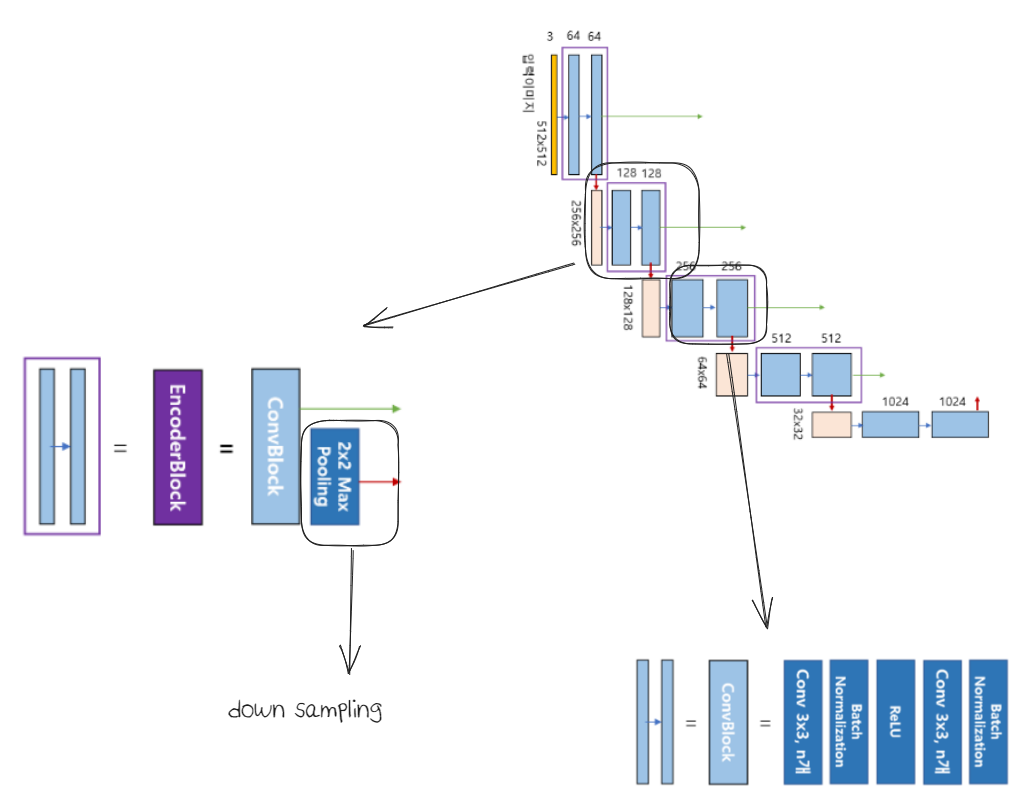 3 64 64
입력이미지
512x512
128 128
256x256
256 256
128x128
512 512
64x64
1024 1024
32x32
=
EncoderBlock
=
ConvBlock
2x2 Max
Pooling
down sampling
=
ConvBlock
=
Conv 3x3, n개
Batch
Normalization
ReLU
Conv 3x3, n개
Batch
Normalization